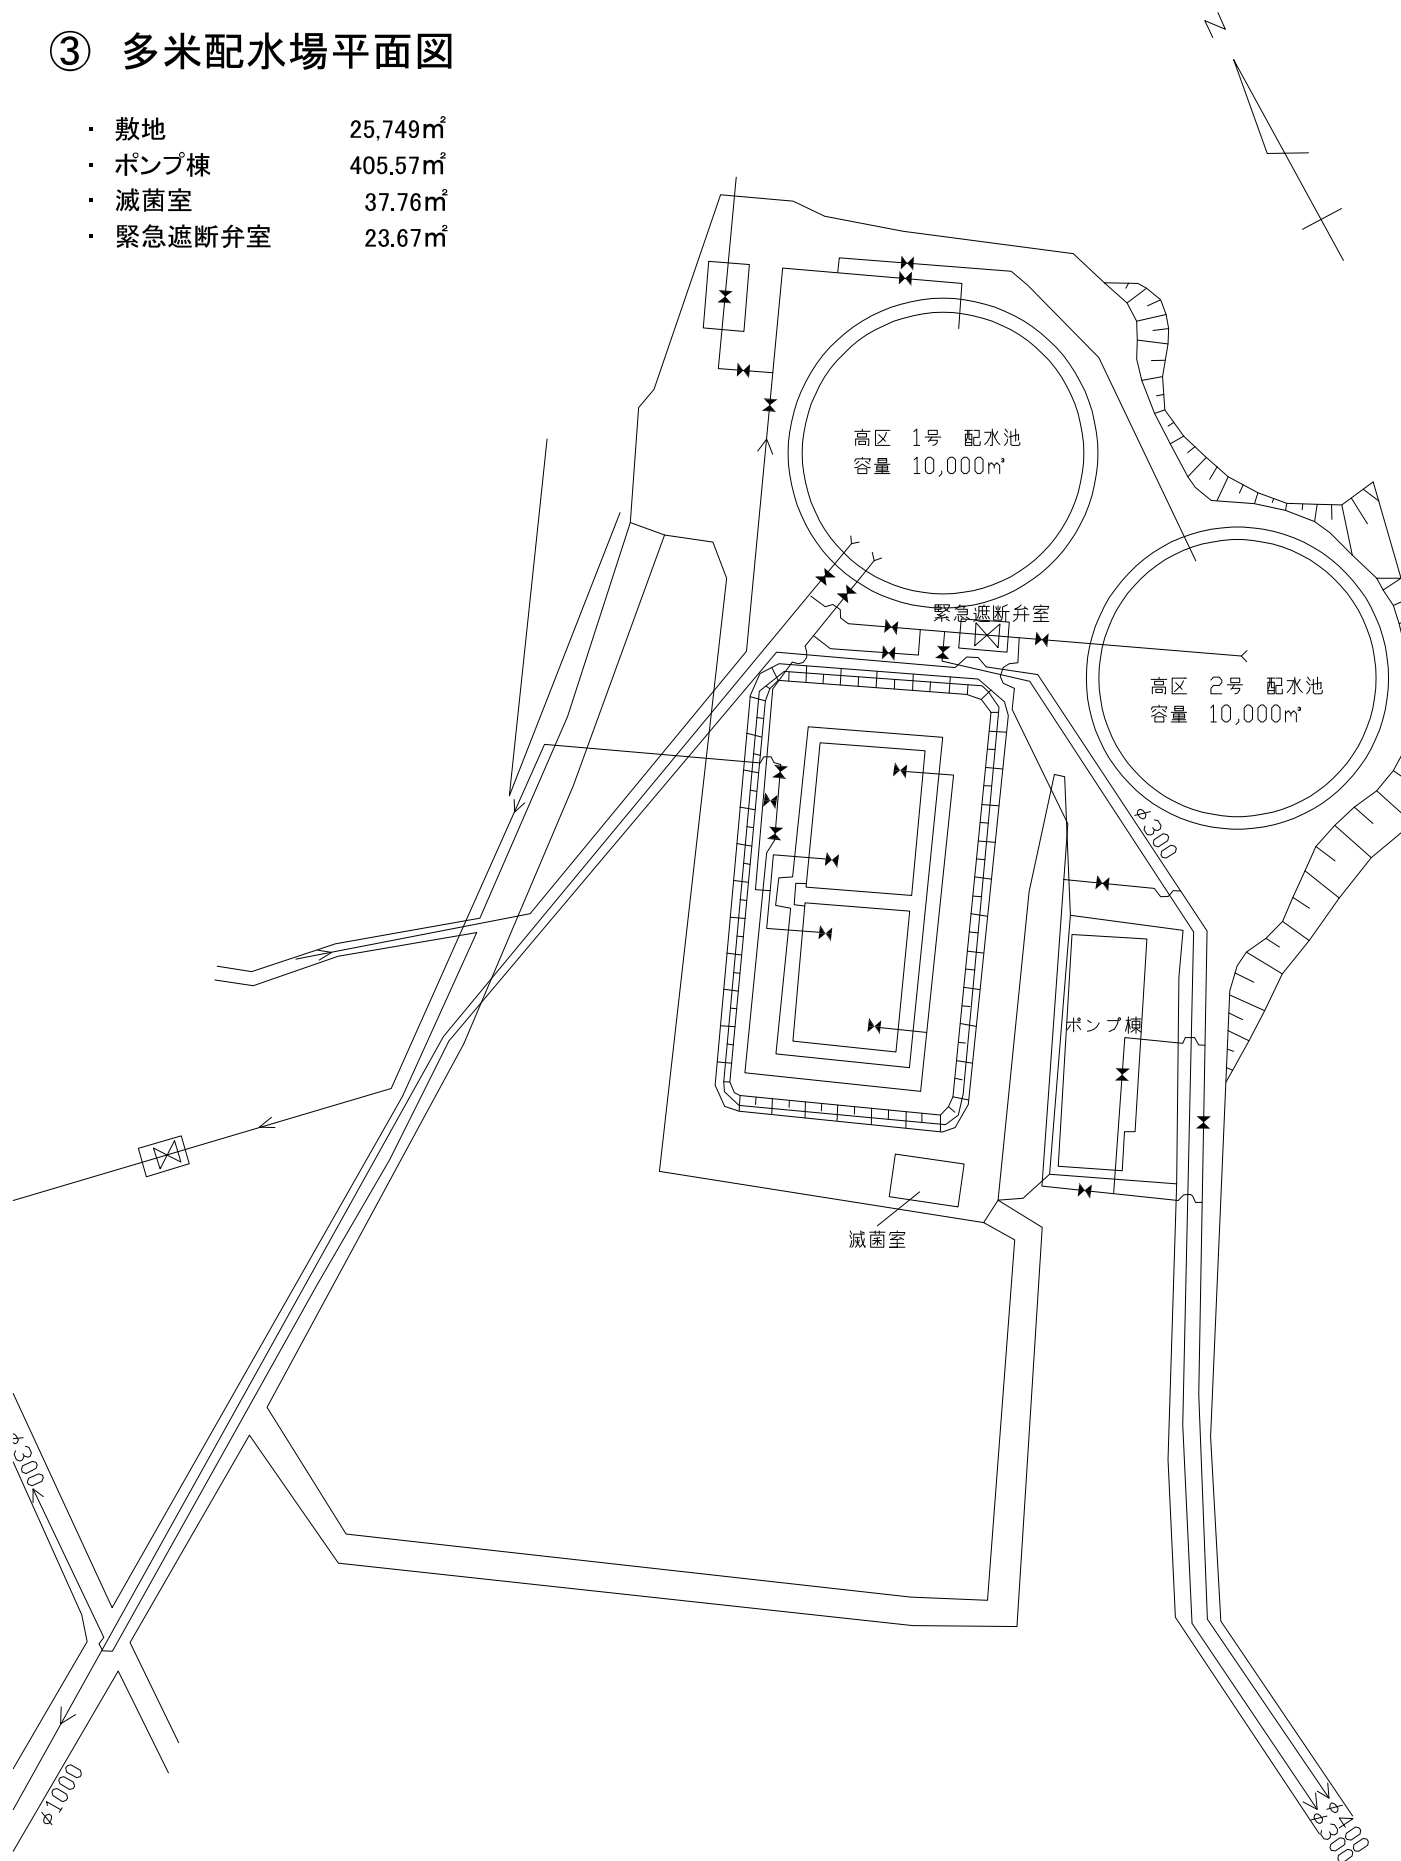 ③ 多米配水場平面図
N
・ 敷地 25,749㎡
・ ポンプ棟 405.57㎡
・ 滅菌室 37.76㎡
・ 緊急遮断弁室 23.67㎡
高区 1号 配水池
容量 10,000m³
緊急遮断弁室
高区 2号 配水池
容量 10,000m³
φ300
ポンプ棟
滅菌室
φ300
φ1000
φ400
φ300